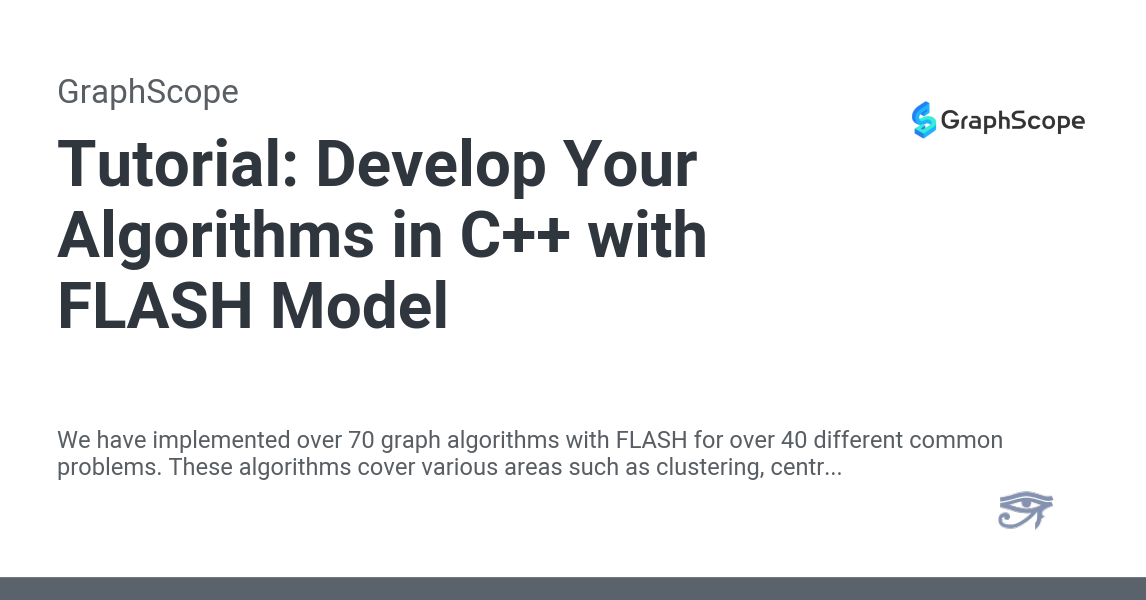 GraphScope
GraphScope
Tutorial: Develop Your
Algorithms in C++ with
FLASH Model
We have implemented over 70 graph algorithms with FLASH for over 40 different common
problems. These algorithms cover various areas such as clustering, centr...